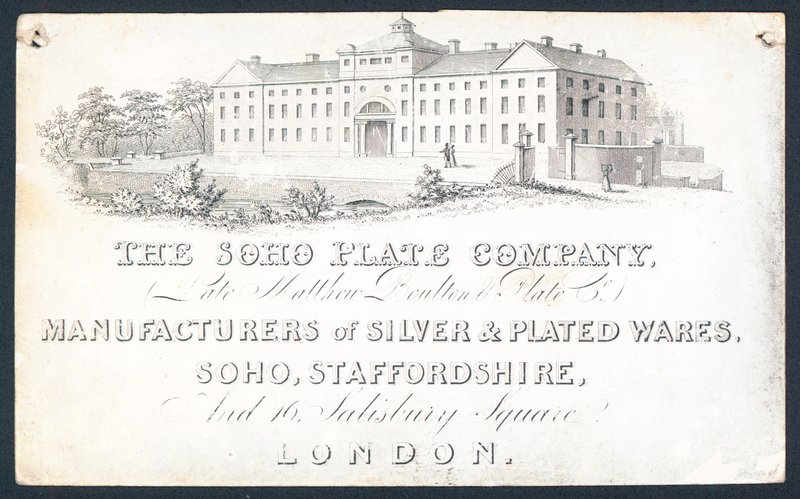 THE SOHO PLATE COMPANY,
(Late Matthew Boulton & Plate Co.)
MANUFACTURERS of SILVER & PLATED WARES,
SOHO, STAFFORDSHIRE,
And 16, Salisbury Square,
LONDON.